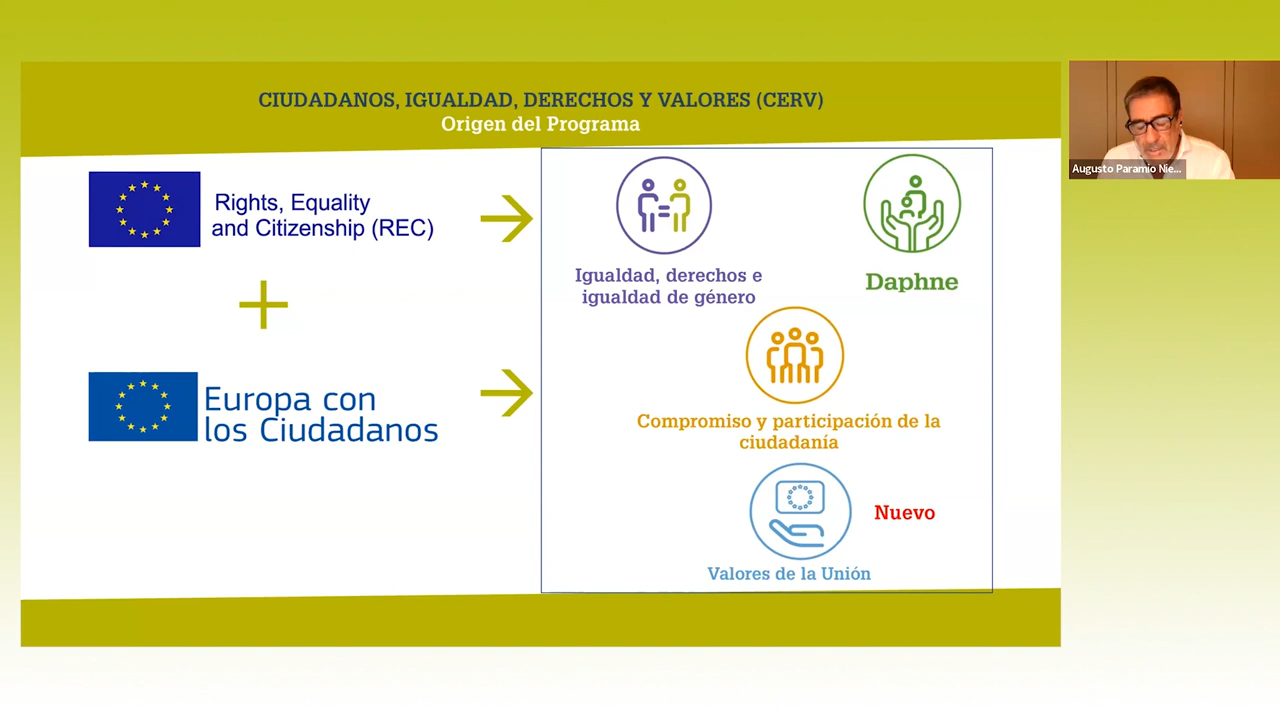 CIUDADANOS, IGUALDAD, DERECHOS Y VALORES (CERV)
Origen del Programa
Rights, Equality
and Citizenship (REC)
Europa con
los Ciudadanos
Igualdad, derechos e
igualdad de género
Daphne
Compromiso y participación de la
ciudadanía
Nuevo
Valores de la Unión
Augusto Paramio Nie...